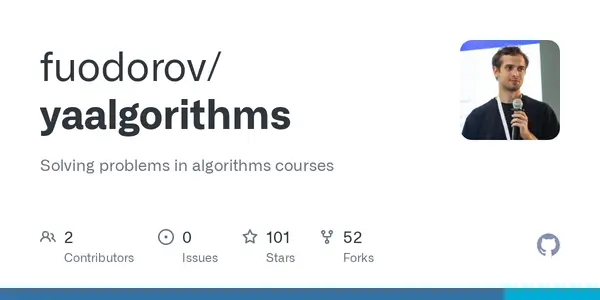 fuodorov/
yaalgorithms
Solving problems in algorithms courses
2 0 101 52
Contributors Issues Stars Forks